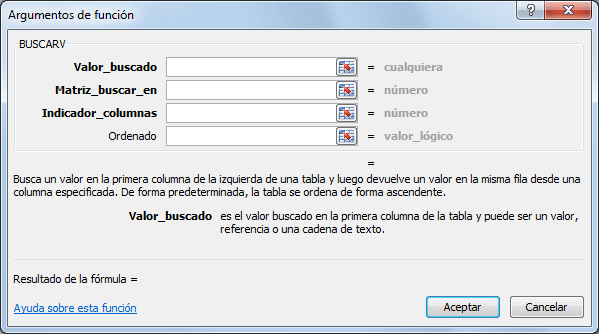 Argumentos de función
BUSCARV
Valor_buscado = cualquiera
Matriz_buscar_en = número
Indicador_columnas = número
Ordenado = valor_lógico
=
Busca un valor en la primera columna de la izquierda de una tabla y luego devuelve un valor en la misma fila desde una
columna especificada. De forma predeterminada, la tabla se ordena de forma ascendente.
Valor_buscado es el valor buscado en la primera columna de la tabla y puede ser un valor,
referencia o una cadena de texto.
Resultado de la fórmula =
Ayuda sobre esta función
Aceptar Cancelar